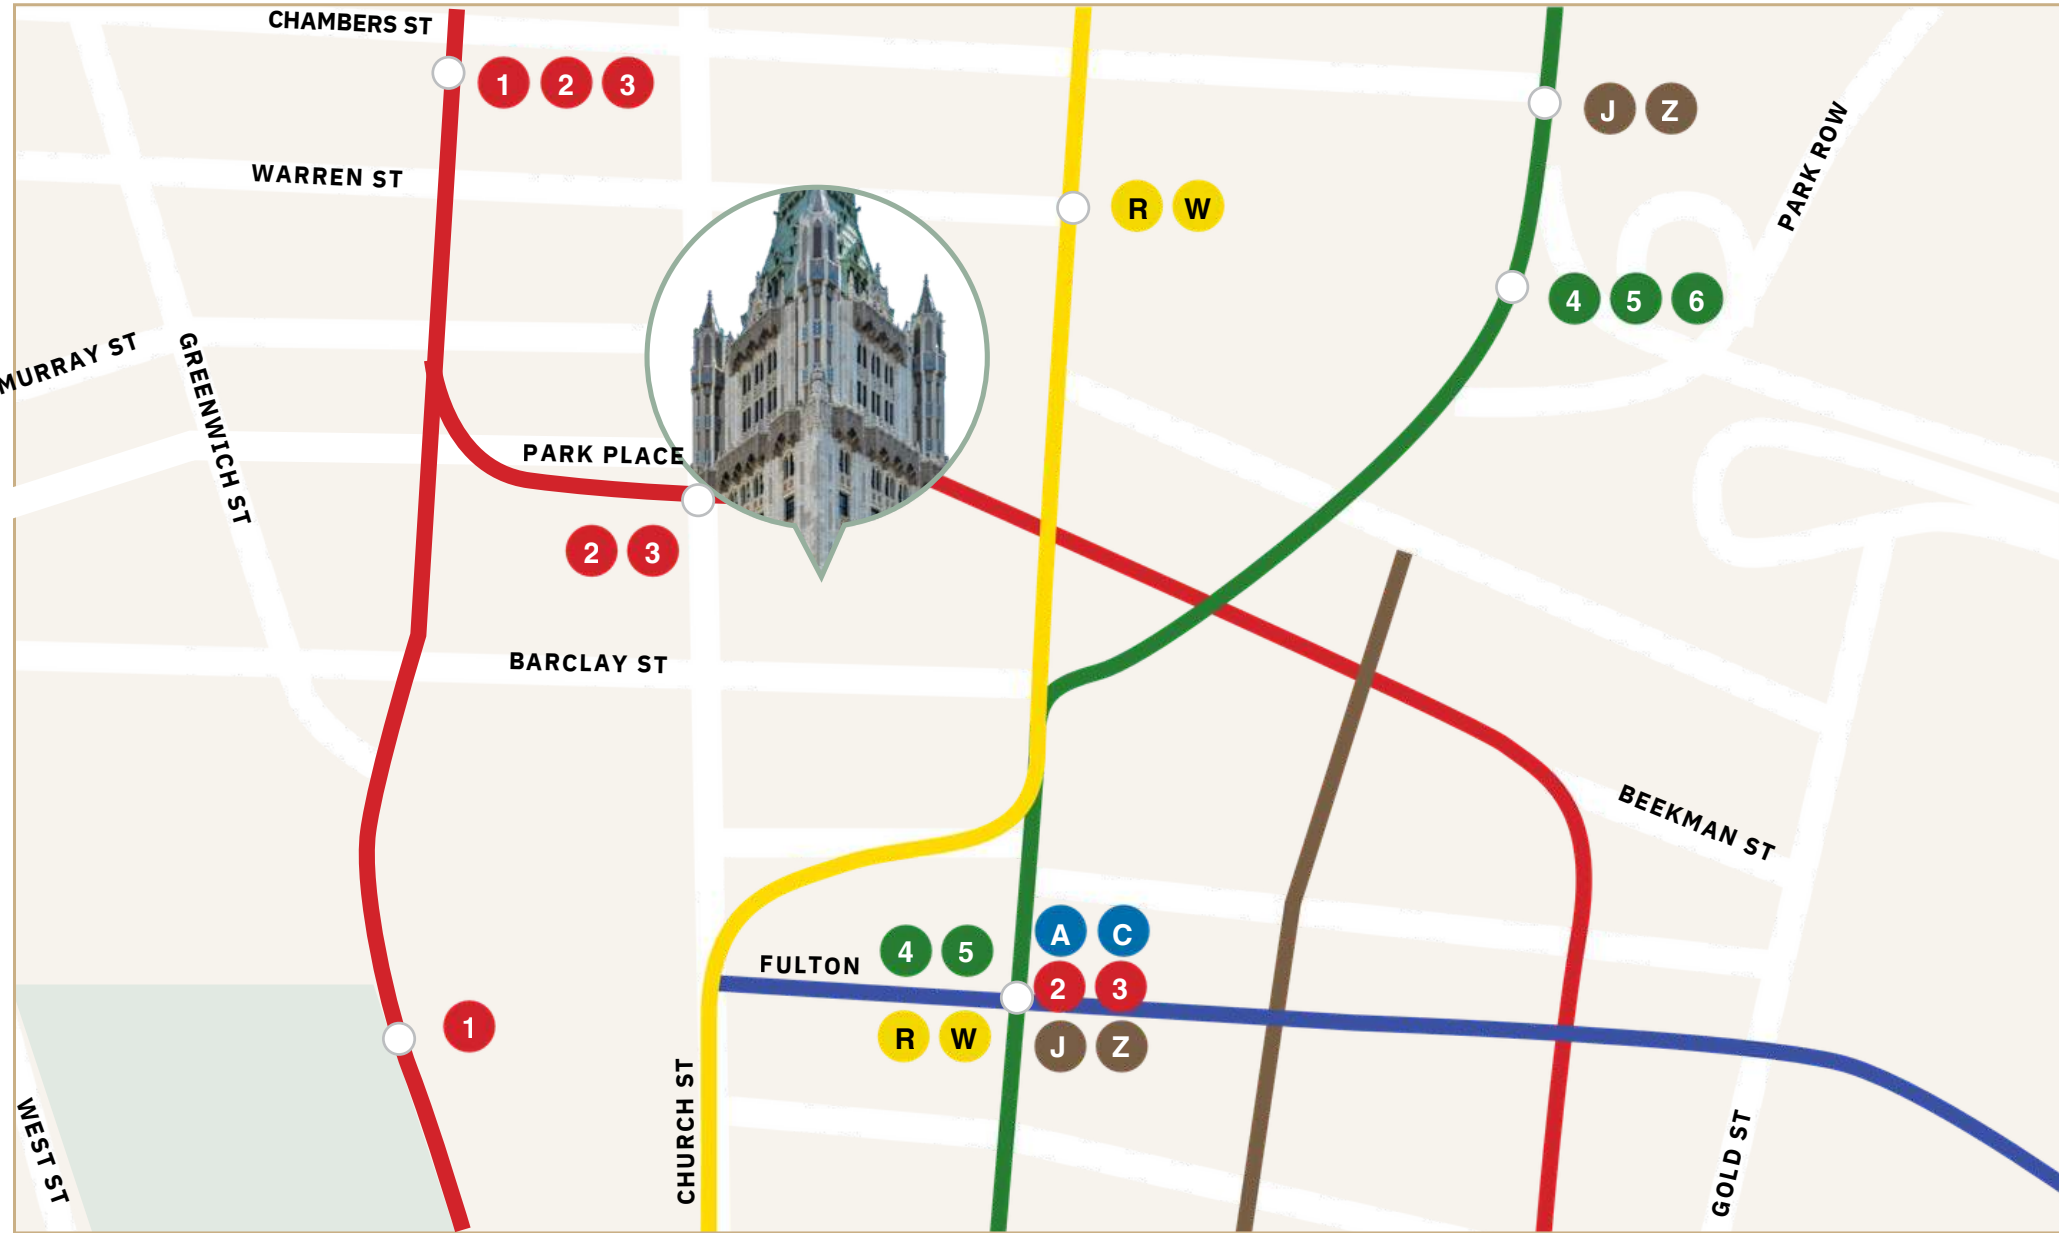 CHAMBERS ST
1 2 3
J Z
PARK ROW
WARREN ST
R W
4 5 6
MURRAY ST
GREENWICH ST
PARK PLACE
2 3
BARCLAY ST
BEEKMAN ST
FULTON
4 5
A C
2 3
R W
J Z
1
CHURCH ST
WEST ST
GOLD ST